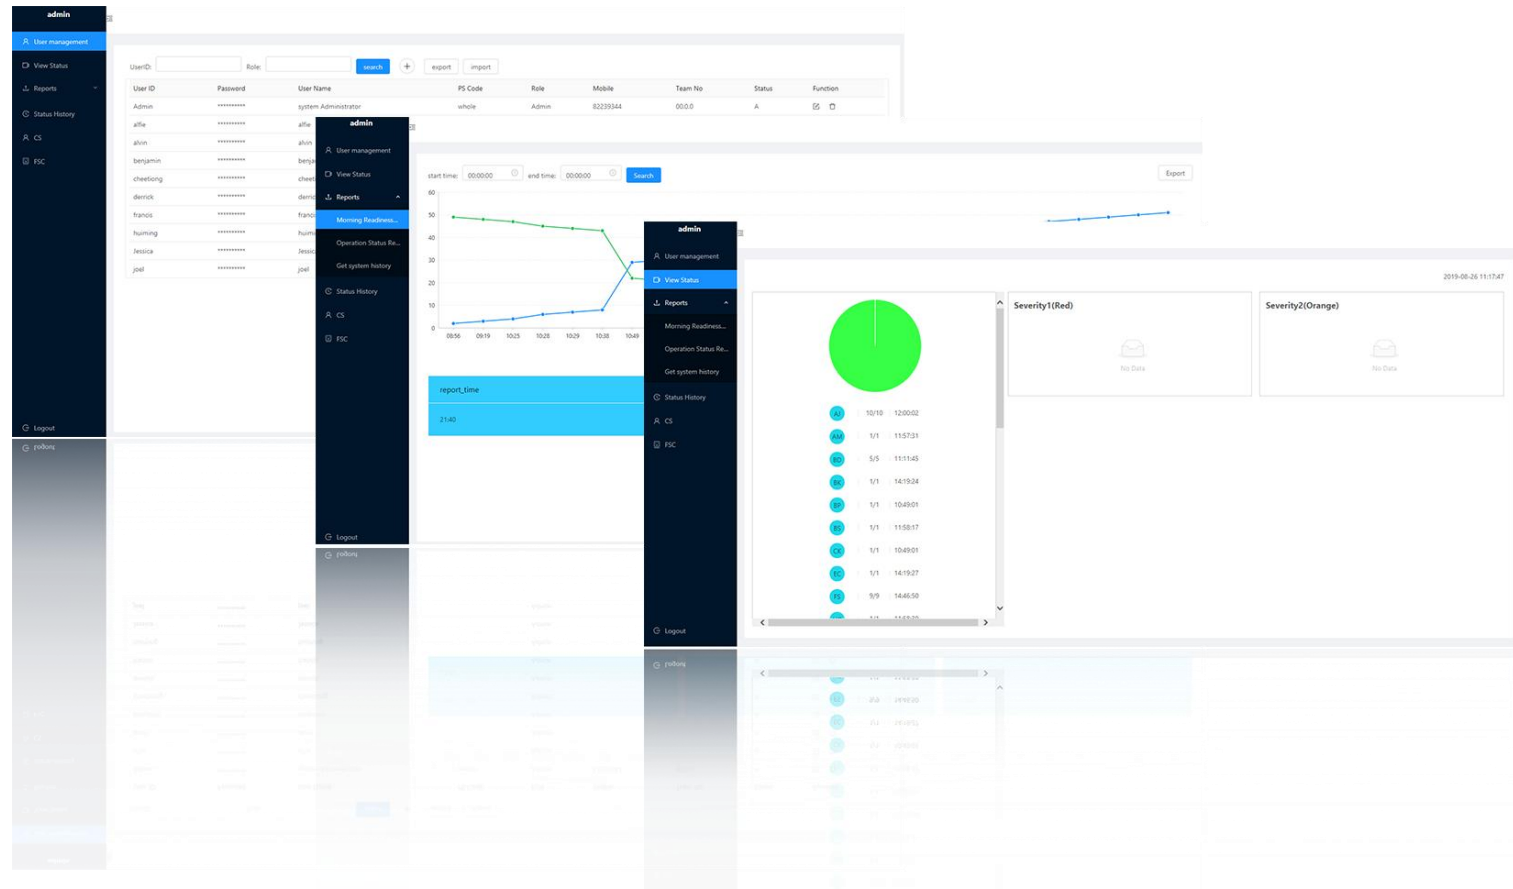 admin
User management
View Status
Reports
Status History
CS
FSC
Logout
UserID:
Role:
search
export
import
User ID Password User Name PS Code Role Mobile Team No Status Function
Admin ********** system Administrator whole Admin 82239344 00.0.0 A
alfie ********** alfie
alvin ********** alvin
benjamin ********** benja
cheetiong ********** cheeti
derrick ********** derric
francis ********** franci
huiming ********** huimi
Jessica ********** Jessic
joel ********** joel
admin
User management
View Status
Reports
Morning Readiness...
Operation Status Re...
Get system history
Status History
CS
FSC
Logout
start time: 00:00:00 end time: 00:00:00 Search Export
60
50
40
30
20
10
0
08:56 09:19 10:25 10:28 10:29 10:38 10:49
report_time
21:40
admin
User management
View Status
Reports
Morning Readiness...
Operation Status Re...
Get system history
Status History
CS
FSC
Logout
2019-08-26 11:17:47
AJ 10/10 12:00:02
AM 1/1 11:57:31
BD 5/5 11:11:45
BK 1/1 14:19:24
BP 1/1 10:49:01
BS 1/1 11:58:17
CK 1/1 10:49:01
EC 1/1 14:19:27
FS 9/9 14:46:50
Severity1(Red)
No Data
Severity2(Orange)
No Data